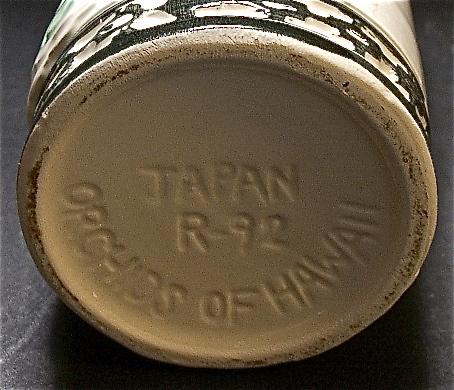 JAPAN
R-92
ORCHIDS OF HAWAII